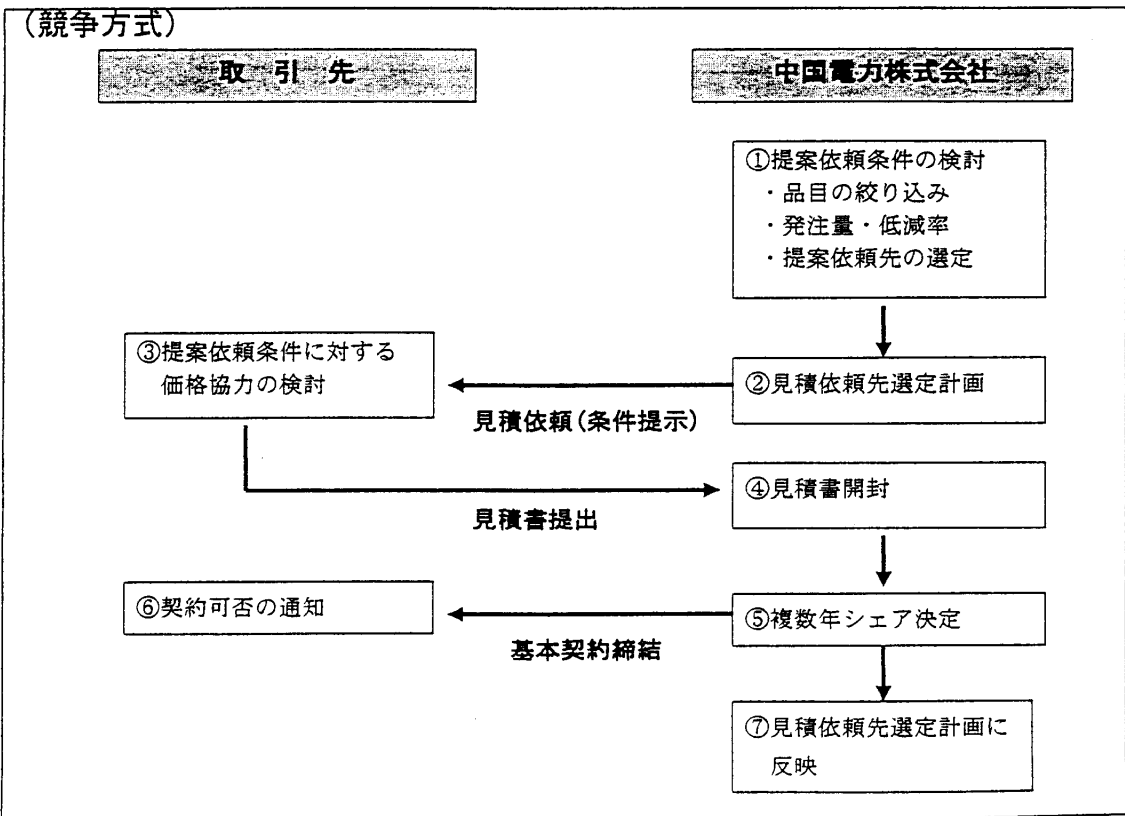 （競争方式）
取 引 先
中国電力株式会社
①提案依頼条件の検討
・品目の絞り込み
・発注量・低減率
・提案依頼先の選定
③提案依頼条件に対する
価格協力の検討
②見積依頼先選定計画
見積依頼(条件提示)
④見積書開封
見積書提出
⑥契約可否の通知
⑤複数年シェア決定
基本契約締結
⑦見積依頼先選定計画に
反映